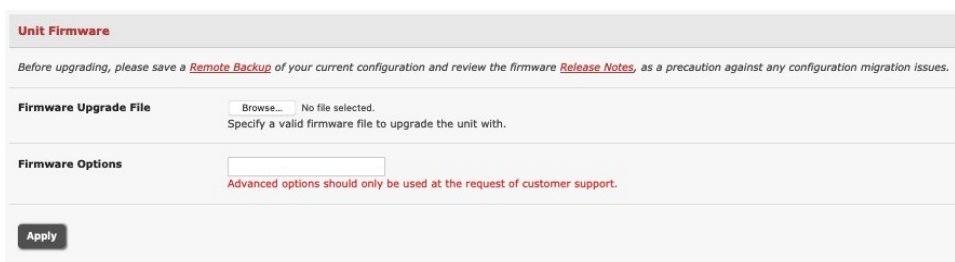 Unit Firmware
Before upgrading, please save a Remote Backup of your current configuration and review the firmware Release Notes, as a precaution against any configuration migration issues.
Firmware Upgrade File
Browse... No file selected.
Specify a valid firmware file to upgrade the unit with.
Firmware Options
Advanced options should only be used at the request of customer support.
Apply